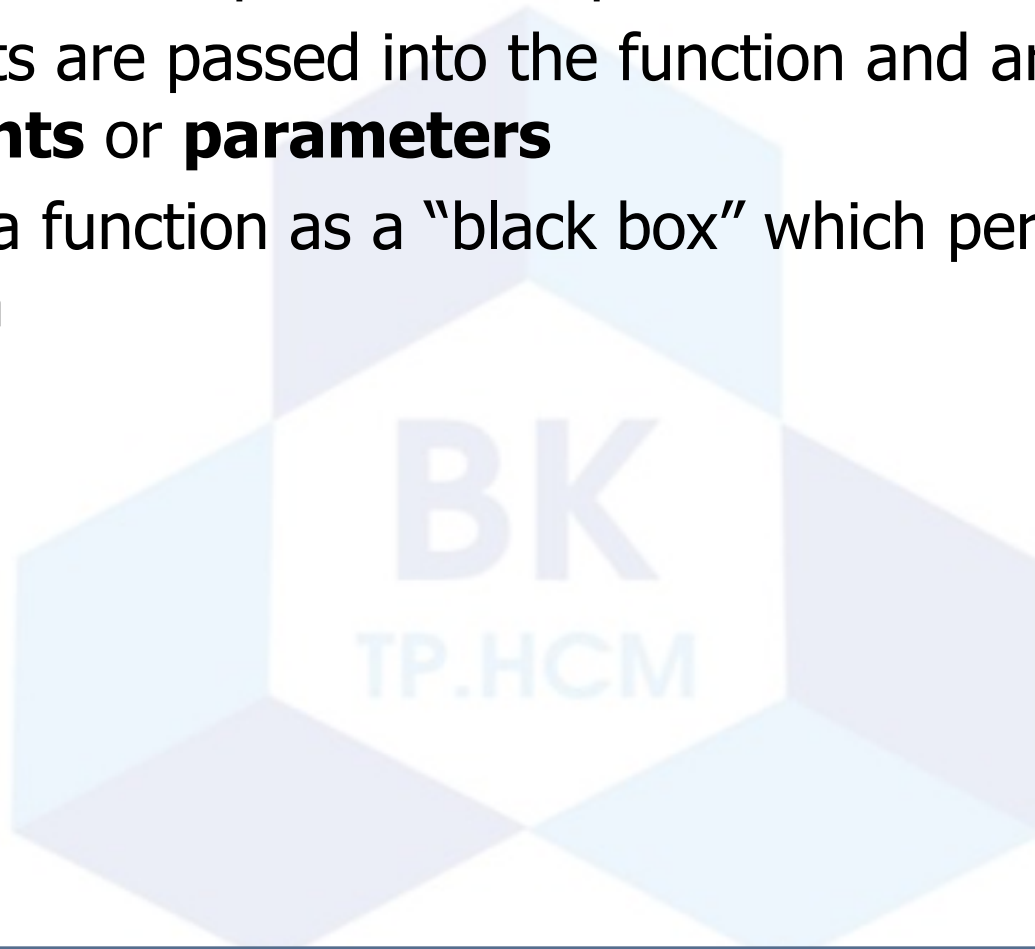 ts are passed into the function and ar
nts or parameters
a function as a “black box” which per
BK
TP.HCM